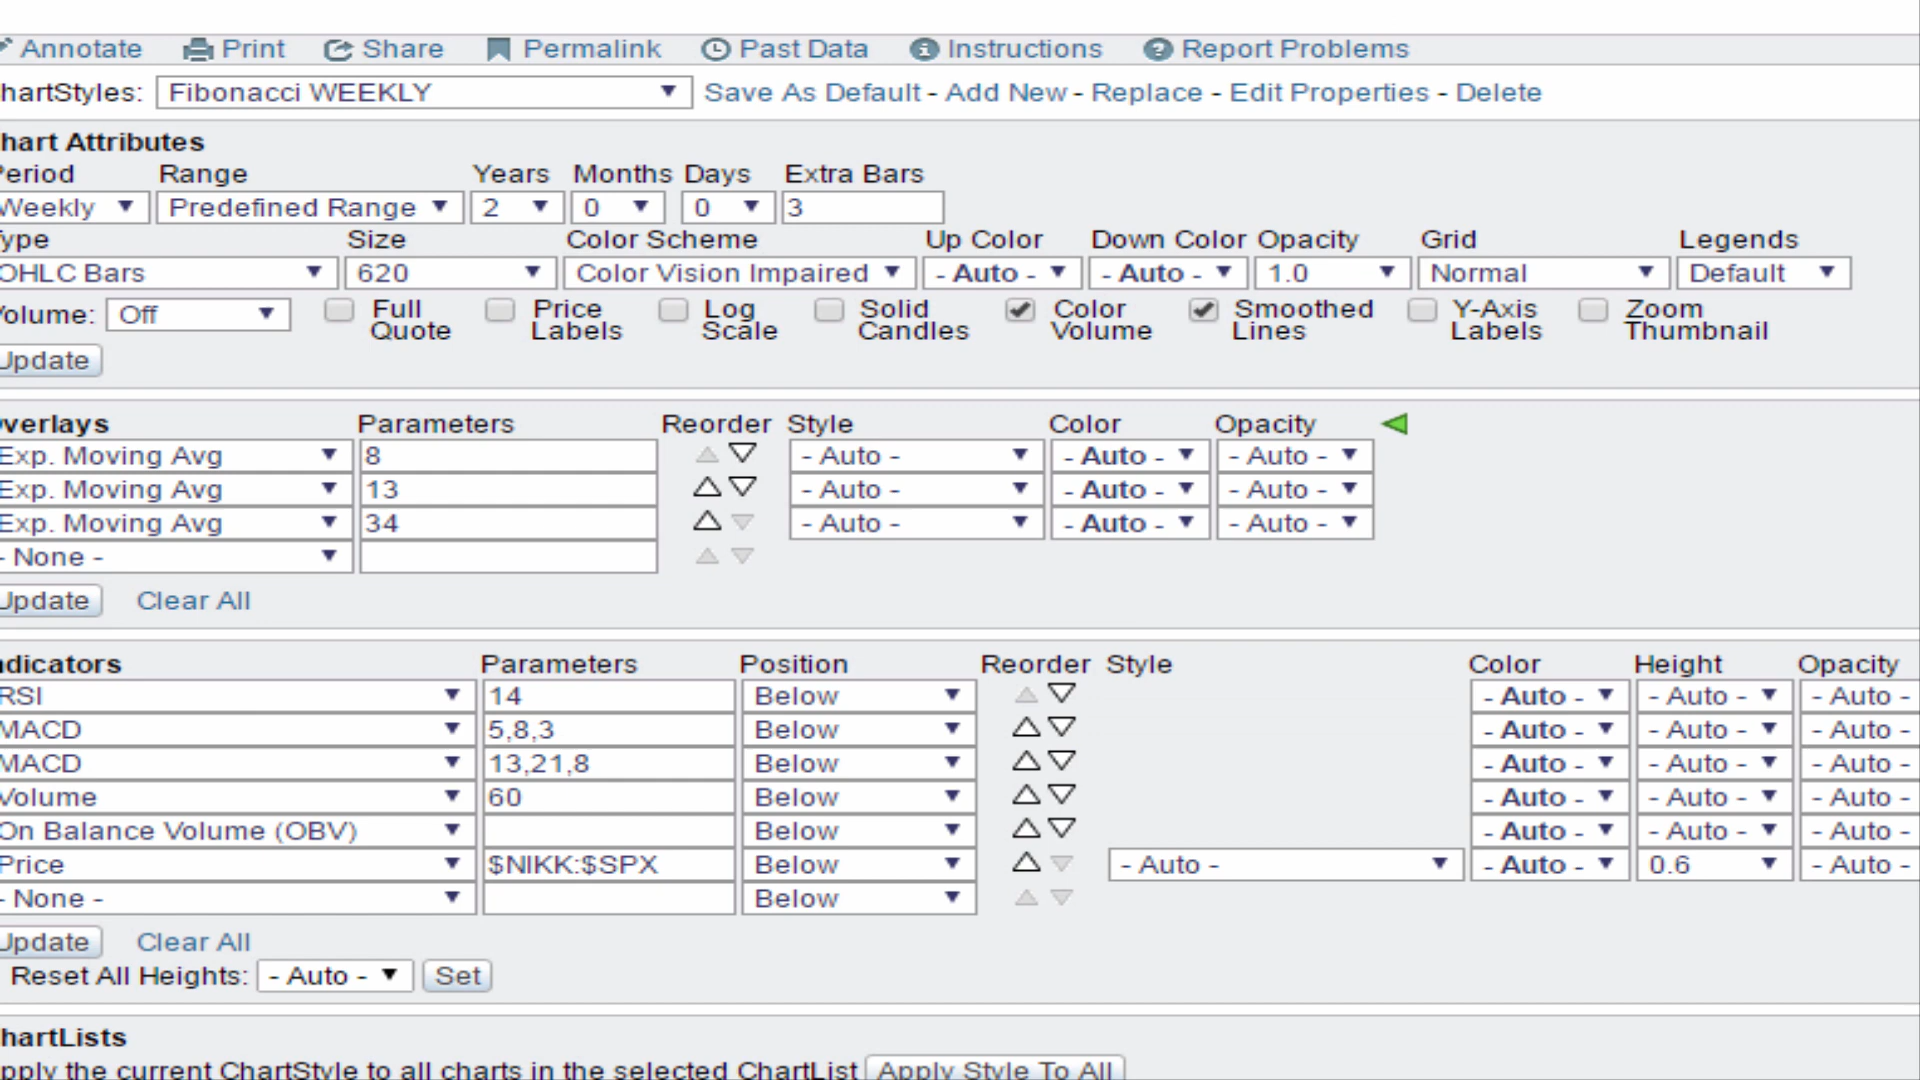 Annotate Print Share Permalink Past Data Instructions Report Problems
hartStyles: Fibonacci WEEKLY Save As Default - Add New - Replace - Edit Properties - Delete
hart Attributes
Period Range Years Months Days Extra Bars
Weekly Predefined Range 2 0 0 3
Type Size Color Scheme Up Color Down Color Opacity Grid Legends
OHLC Bars 620 Color Vision Impaired - Auto - - Auto - 1.0 Normal Default
Volume: Off Full Quote Price Labels Log Scale Solid Candles Color Volume Smoothed Lines Y-Axis Labels Zoom Thumbnail
Update
verlays Parameters Reorder Style Color Opacity
Exp. Moving Avg 8 - Auto - - Auto - - Auto -
Exp. Moving Avg 13 - Auto - - Auto - - Auto -
Exp. Moving Avg 34 - Auto - - Auto - - Auto -
- None -
Update Clear All
ndicators Parameters Position Reorder Style Color Height Opacity
RSI 14 Below - Auto - - Auto - - Auto -
MACD 5,8,3 Below - Auto - - Auto - - Auto -
MACD 13,21,8 Below - Auto - - Auto - - Auto -
Volume 60 Below - Auto - - Auto - - Auto -
On Balance Volume (OBV) Below - Auto - - Auto - - Auto -
Price $NIKK:$SPX Below - Auto - - Auto - 0.6 - Auto -
- None - Below
Update Clear All
Reset All Heights: - Auto - Set
hartLists
pply the current ChartStyle to all charts in the selected ChartList Apply Style To All